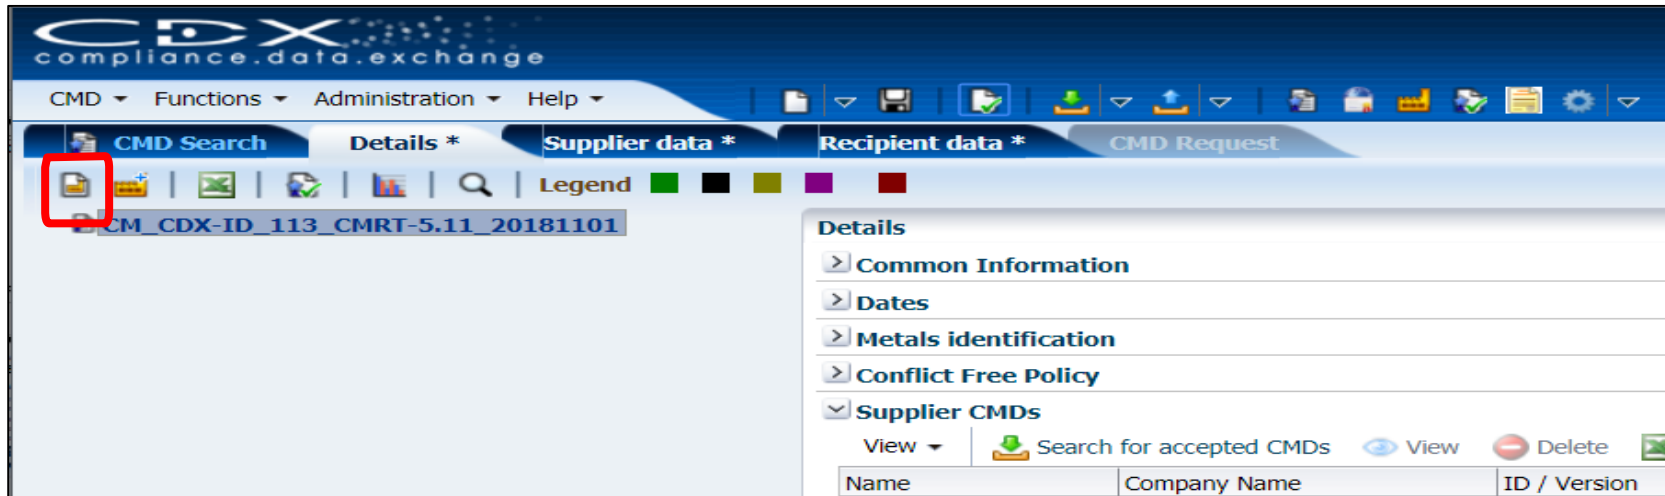 CDX
compliance.data.exchange
CMD Functions Administration Help
CMD Search Details * Supplier data * Recipient data * CMD Request
Legend
CM_CDX-ID_113_CMRT-5.11_20181101
Details
Common Information
Dates
Metals identification
Conflict Free Policy
Supplier CMDs
View Search for accepted CMDs View Delete
Name Company Name ID / Version